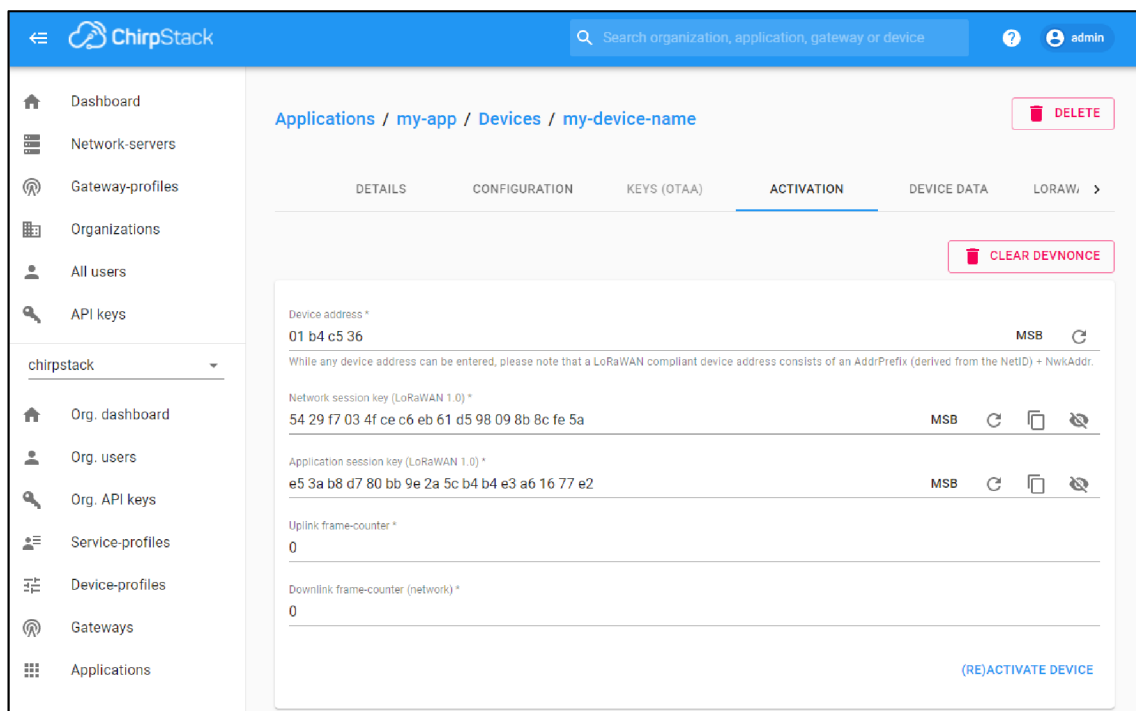 ChirpStack
Search organization, application, gateway or device
?
admin
Dashboard
Network-servers
Gateway-profiles
Organizations
All users
API keys
chirpstack
Org. dashboard
Org. users
Org. API keys
Service-profiles
Device-profiles
Gateways
Applications
Applications / my-app / Devices / my-device-name
DELETE
DETAILS CONFIGURATION KEYS (OTAA) ACTIVATION DEVICE DATA LORAWA
CLEAR DEVNONCE
Device address *
01 b4 c5 36 MSB
While any device address can be entered, please note that a LoRaWAN compliant device address consists of an AddrPrefix (derived from the NetID) + NwkAddr.
Network session key (LoRaWAN 1.0) *
54 29 f7 03 4f ce c6 eb 61 d5 98 09 8b 8c fe 5a MSB
Application session key (LoRaWAN 1.0) *
e5 3a b8 d7 80 bb 9e 2a 5c b4 b4 e3 a6 16 77 e2 MSB
Uplink frame-counter *
0
Downlink frame-counter (network) *
0
(RE)ACTIVATE DEVICE